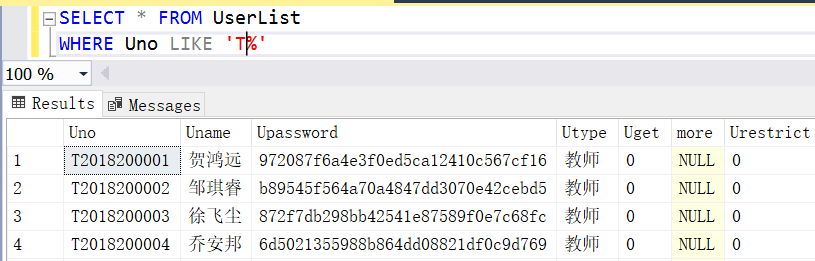 SELECT * FROM UserList
WHERE Uno LIKE 'T%'
100 %
Results Messages
Uno Uname Upassword Utype Uget more Urestrict
1 T2018200001 贺鸿远 972087f6a4e3f0ed5ca12410c567cf16 教师 0 NULL 0
2 T2018200002 邹琪睿 b89545f564a70a4847dd3070e42cebd5 教师 0 NULL 0
3 T2018200003 徐飞尘 872f7db298bb42541e87589f0e7c68fc 教师 0 NULL 0
4 T2018200004 乔安邦 6d5021355988b864dd08821df0c9d769 教师 0 NULL 0